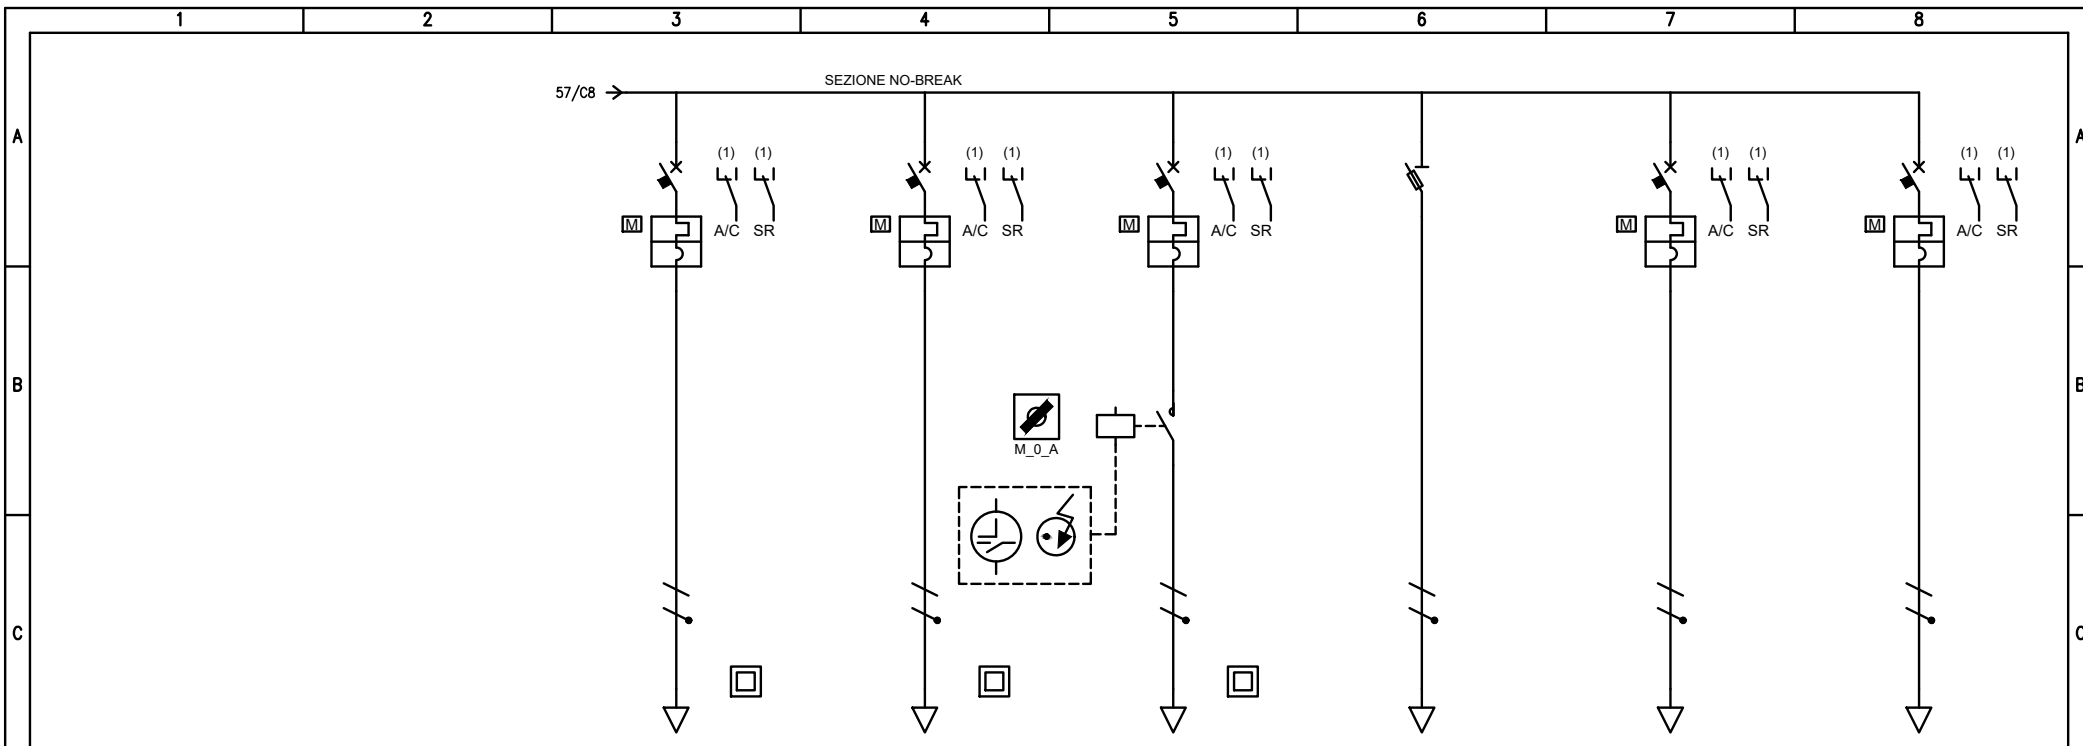 1 2 3 4 5 6 7 8
SEZIONE NO-BREAK
57/C8
A A
(1) (1) (1) (1) (1) (1) (1) (1) (1) (1)
M A/C SR M A/C SR M A/C SR M A/C SR M A/C SR
B B
M_0_A
C C